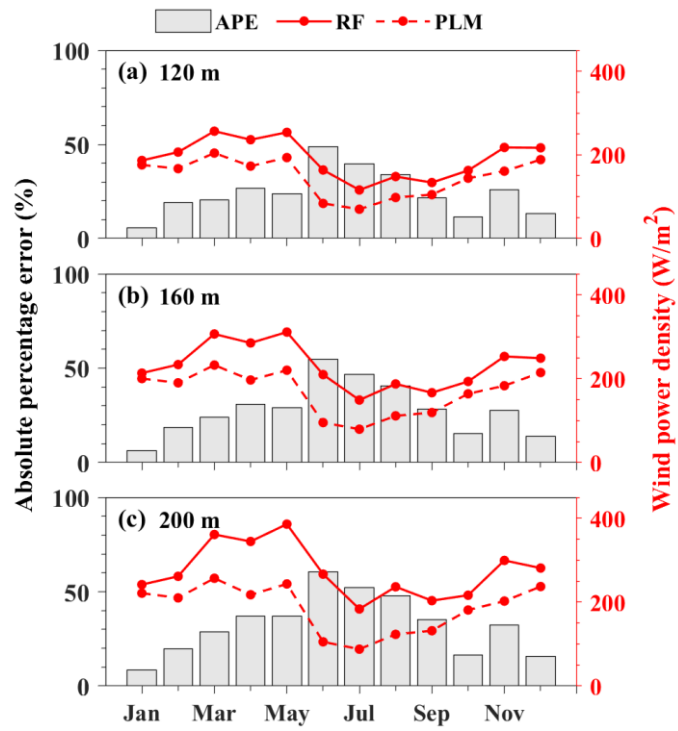 APE RF PLM
Absolute percentage error (%)
Wind power density (W/m²)
(a) 120 m
100
50
0
400
200
0
(b) 160 m
100
50
0
400
200
0
(c) 200 m
100
50
0
400
200
0
Jan Mar May Jul Sep Nov